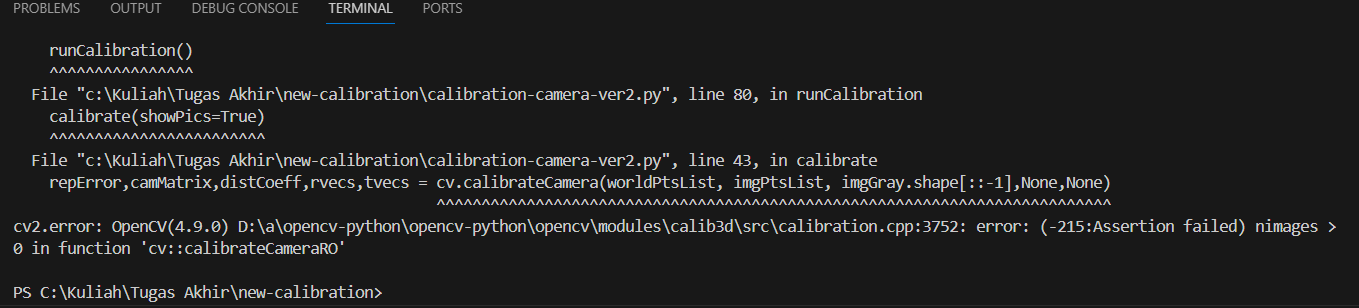 PROBLEMS OUTPUT DEBUG CONSOLE TERMINAL PORTS
runCalibration()
^^^^^^^^^^^^^^^^
File "c:\Kuliah\Tugas Akhir\new-calibration\calibration-camera-ver2.py", line 80, in runCalibration
calibrate(showPics=True)
^^^^^^^^^^^^^^^^^^^^^^^^
File "c:\Kuliah\Tugas Akhir\new-calibration\calibration-camera-ver2.py", line 43, in calibrate
repError,camMatrix,distCoeff,rvecs,tvecs = cv.calibrateCamera(worldPtsList, imgPtsList, imgGray.shape[::-1],None,None)
^^^^^^^^^^^^^^^^^^^^^^^^^^^^^^^^^^^^^^^^^^^^^^^^^^^^^^^^^^^^^^^^^^^^^^^^^^^
cv2.error: OpenCV(4.9.0) D:\a\opencv-python\opencv-python\opencv\modules\calib3d\src\calibration.cpp:3752: error: (-215:Assertion failed) nimages >
0 in function 'cv::calibrateCameraRO'
PS C:\Kuliah\Tugas Akhir\new-calibration>